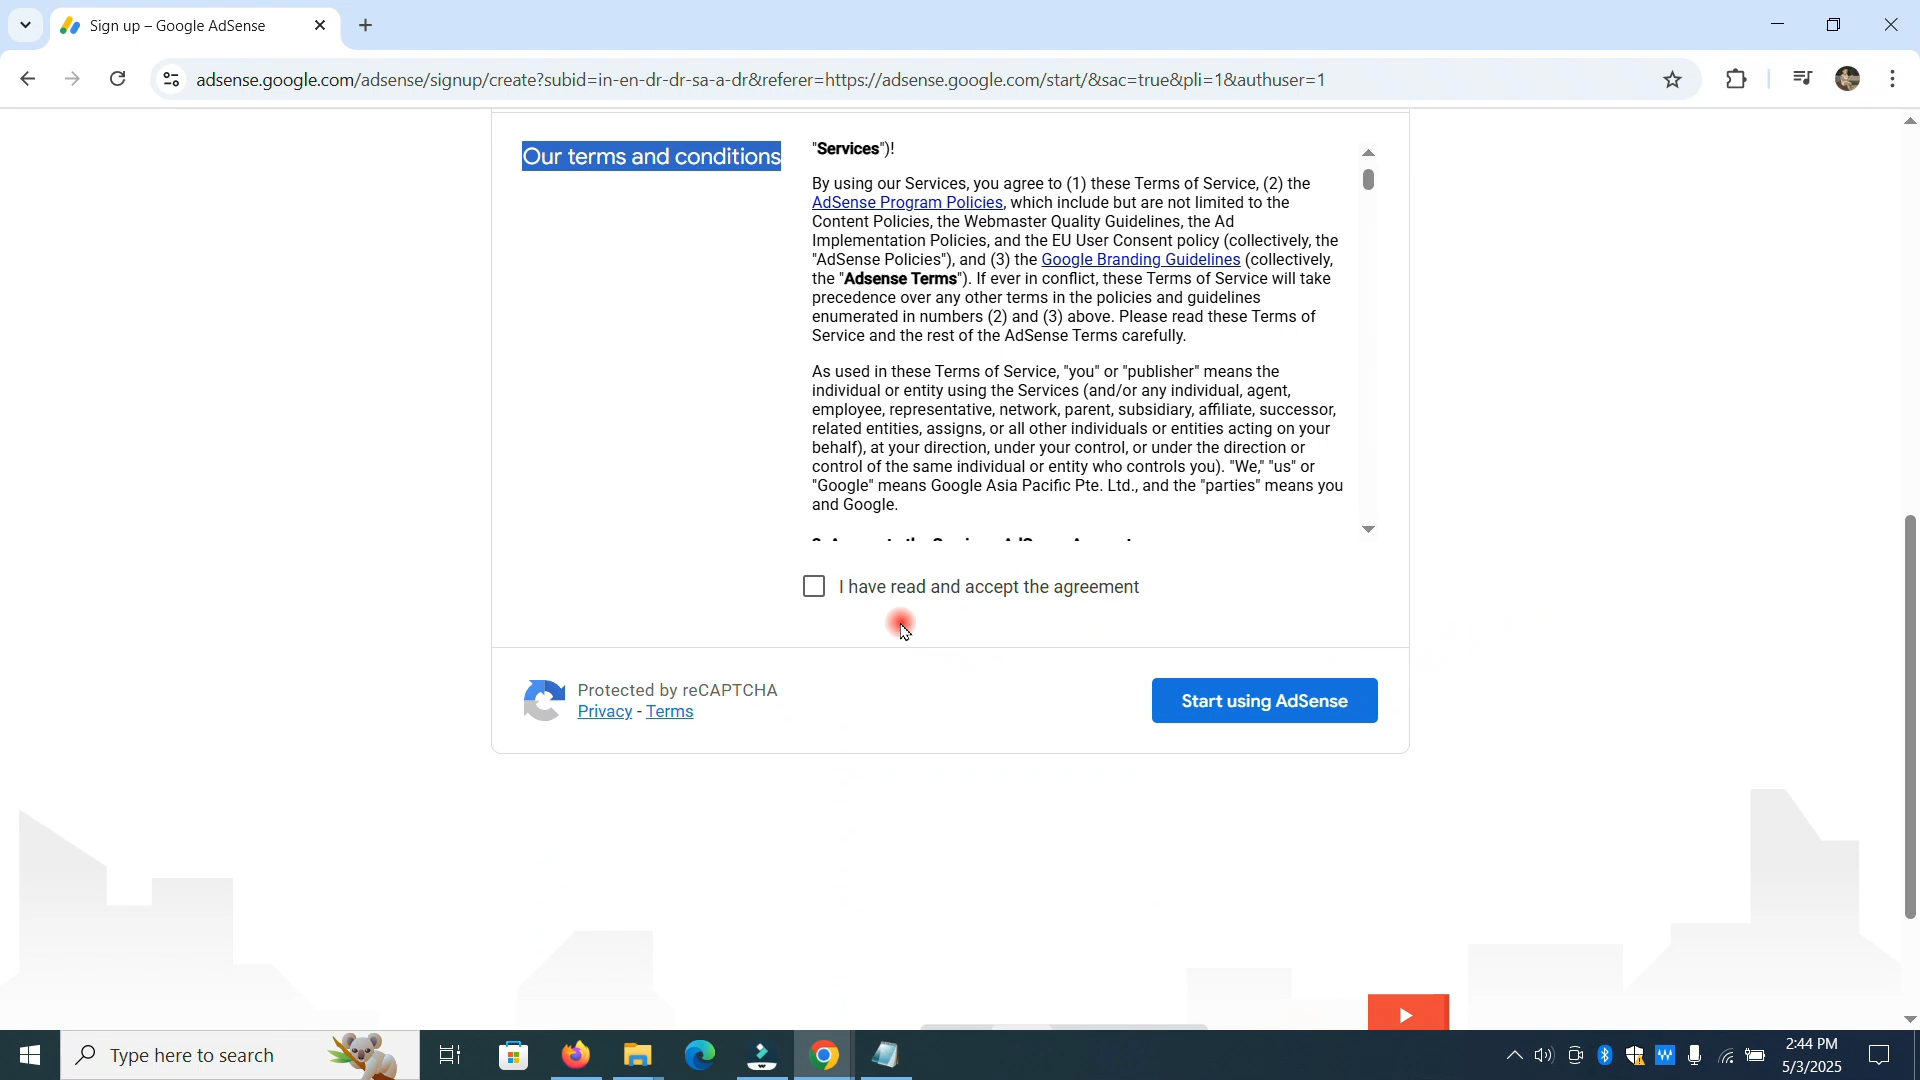 Sign up – Google AdSense
adsense.google.com/adsense/signup/create?subid=in-en-dr-dr-sa-a-dr&referer=https://adsense.google.com/start/&sac=true&pli=1&authuser=1
Our terms and conditions
"Services")!
By using our Services, you agree to (1) these Terms of Service, (2) the
AdSense Program Policies, which include but are not limited to the
Content Policies, the Webmaster Quality Guidelines, the Ad
Implementation Policies, and the EU User Consent policy (collectively, the
"AdSense Policies"), and (3) the Google Branding Guidelines (collectively,
the "Adsense Terms"). If ever in conflict, these Terms of Service will take
precedence over any other terms in the policies and guidelines
enumerated in numbers (2) and (3) above. Please read these Terms of
Service and the rest of the AdSense Terms carefully.
As used in these Terms of Service, "you" or "publisher" means the
individual or entity using the Services (and/or any individual, agent,
employee, representative, network, parent, subsidiary, affiliate, successor,
related entities, assigns, or all other individuals or entities acting on your
behalf), at your direction, under your control, or under the direction or
control of the same individual or entity who controls you). "We," "us" or
"Google" means Google Asia Pacific Pte. Ltd., and the "parties" means you
and Google.
I have read and accept the agreement
Protected by reCAPTCHA
Privacy - Terms
Start using AdSense
Type here to search
2:44 PM
5/3/2025